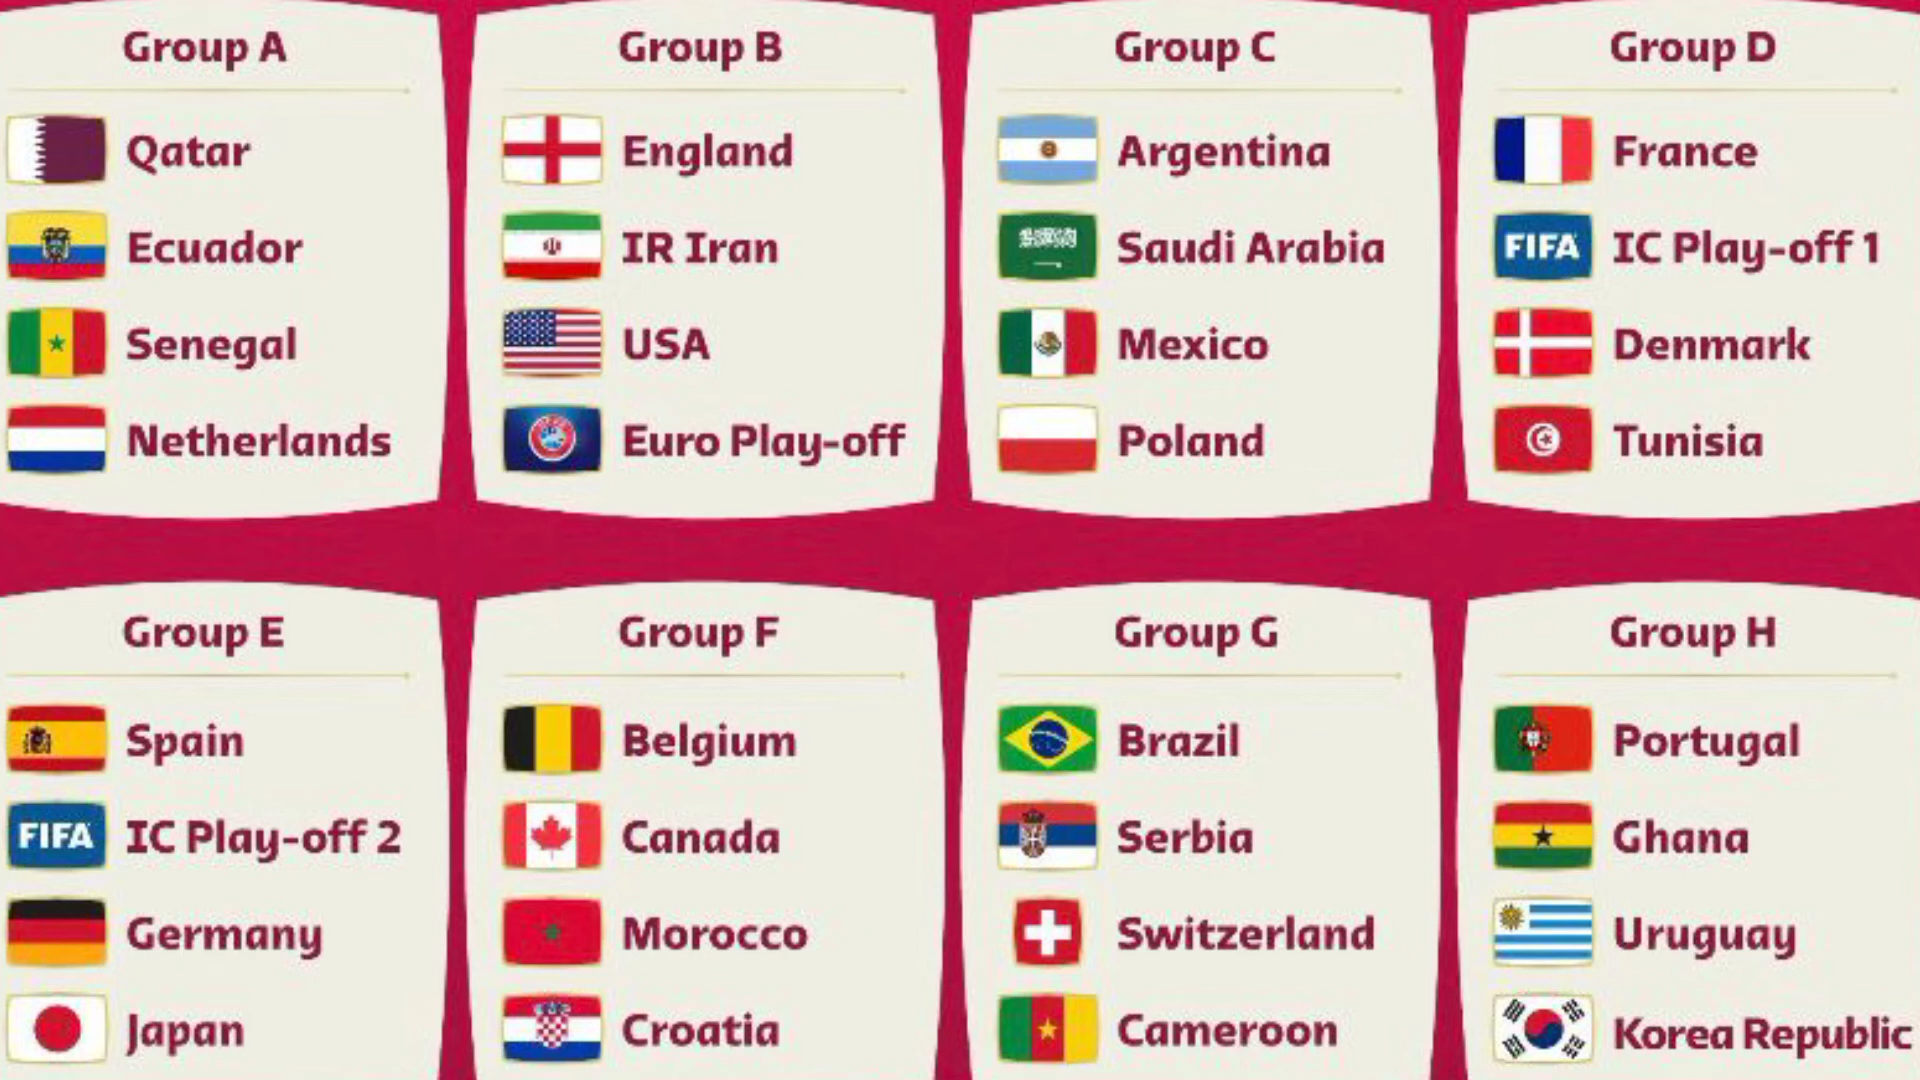 Group A
Qatar
Ecuador
Senegal
Netherlands
Group B
England
IR Iran
USA
Euro Play-off
Group C
Argentina
Saudi Arabia
Mexico
Poland
Group D
France
FIFA IC Play-off 1
Denmark
Tunisia
Group E
Spain
FIFA IC Play-off 2
Germany
Japan
Group F
Belgium
Canada
Morocco
Croatia
Group G
Brazil
Serbia
Switzerland
Cameroon
Group H
Portugal
Ghana
Uruguay
Korea Republic